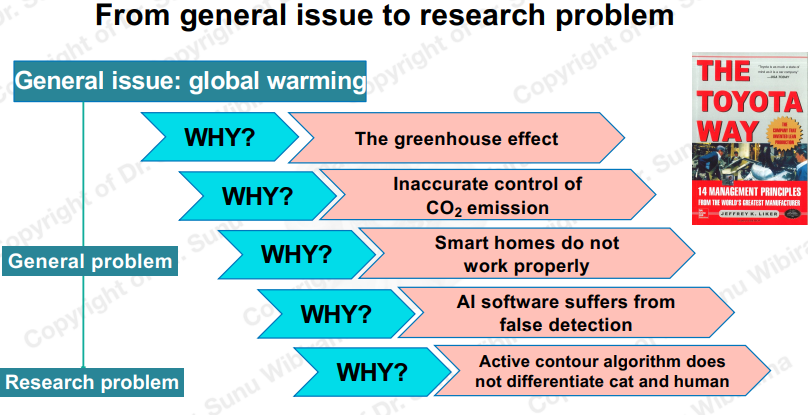 From general issue to research problem
General issue: global warming
WHY?
The greenhouse effect
WHY?
Inaccurate control of
CO₂ emission
General problem
WHY?
Smart homes do not
work properly
WHY?
AI software suffers from
false detection
Research problem
WHY?
Active contour algorithm does
not differentiate cat and human
THE
TOYOTA
WAY
14 MANAGEMENT PRINCIPLES
FROM THE WORLD'S GREATEST MANUFACTURER
JEFFREY K. LIKER
Copyright of Dr. Sunu Wibirama